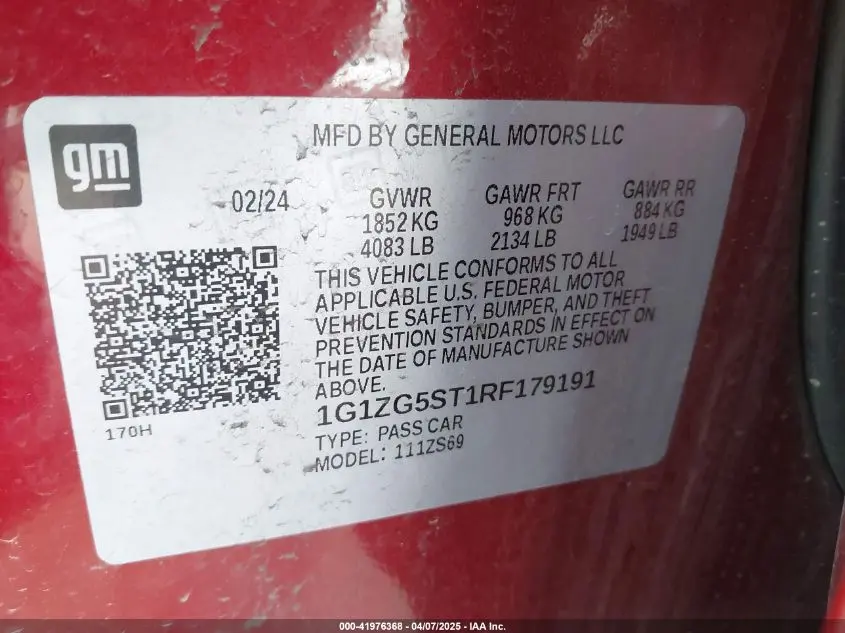 gm
MFD BY GENERAL MOTORS LLC
02/24
GVWR
1852 KG
4083 LB
GAWR FRT
968 KG
2134 LB
GAWR RR
884 KG
1949 LB
THIS VEHICLE CONFORMS TO ALL
APPLICABLE U.S. FEDERAL MOTOR
VEHICLE SAFETY, BUMPER, AND THEFT
PREVENTION STANDARDS IN EFFECT ON
THE DATE OF MANUFACTURE SHOWN
ABOVE.
1G1ZG5ST1RF179191
TYPE: PASS CAR
MODEL: 111ZS69
170H
000-41976368 - 04/07/2025 - IAA Inc.